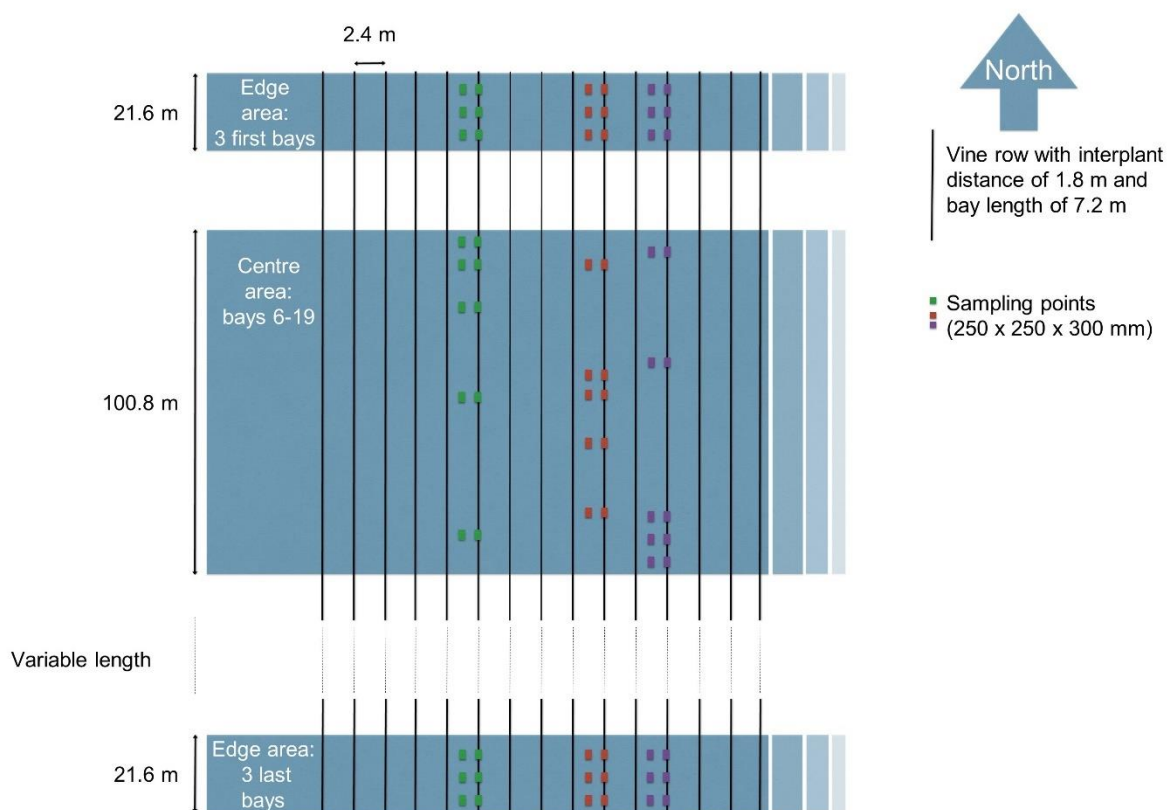 2.4 m
21.6 m
Edge
area:
3 first bays
North
Vine row with interplant
distance of 1.8 m and
bay length of 7.2 m
Centre
area:
bays 6-19
Sampling points
(250 x 250 x 300 mm)
100.8 m
Variable length
21.6 m
Edge area:
3 last
bays